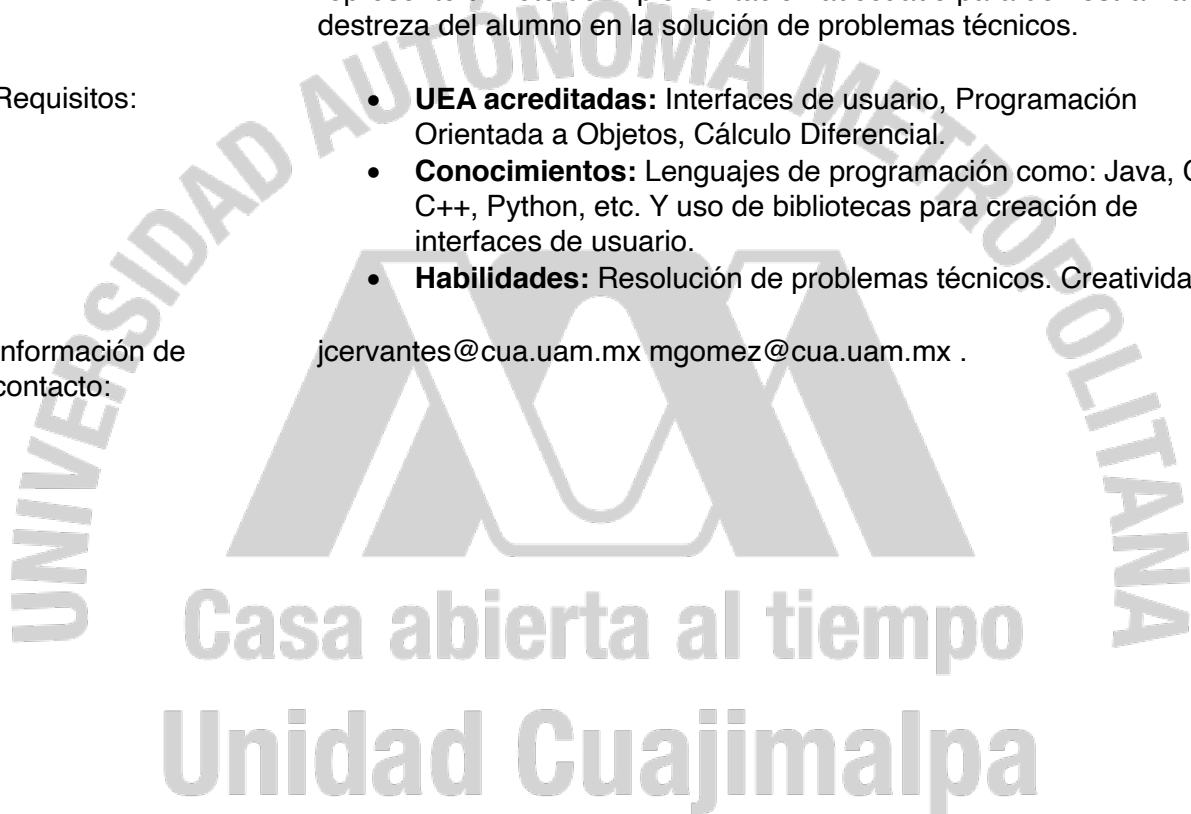 destreza del alumno en la solución de problemas técnicos.
Requisitos:
• UEA acreditadas: Interfaces de usuario, Programación
Orientada a Objetos, Cálculo Diferencial.
• Conocimientos: Lenguajes de programación como: Java,
C++, Python, etc. Y uso de bibliotecas para creación de
interfaces de usuario.
• Habilidades: Resolución de problemas técnicos.
Información de
contacto:
jcervantes@cua.uam.mx mgomez@cua.uam.mx .
UNIVERSIDAD AUTÓNOMA METROPOLITANA
Casa abierta al tiempo
Unidad Cuajimalpa